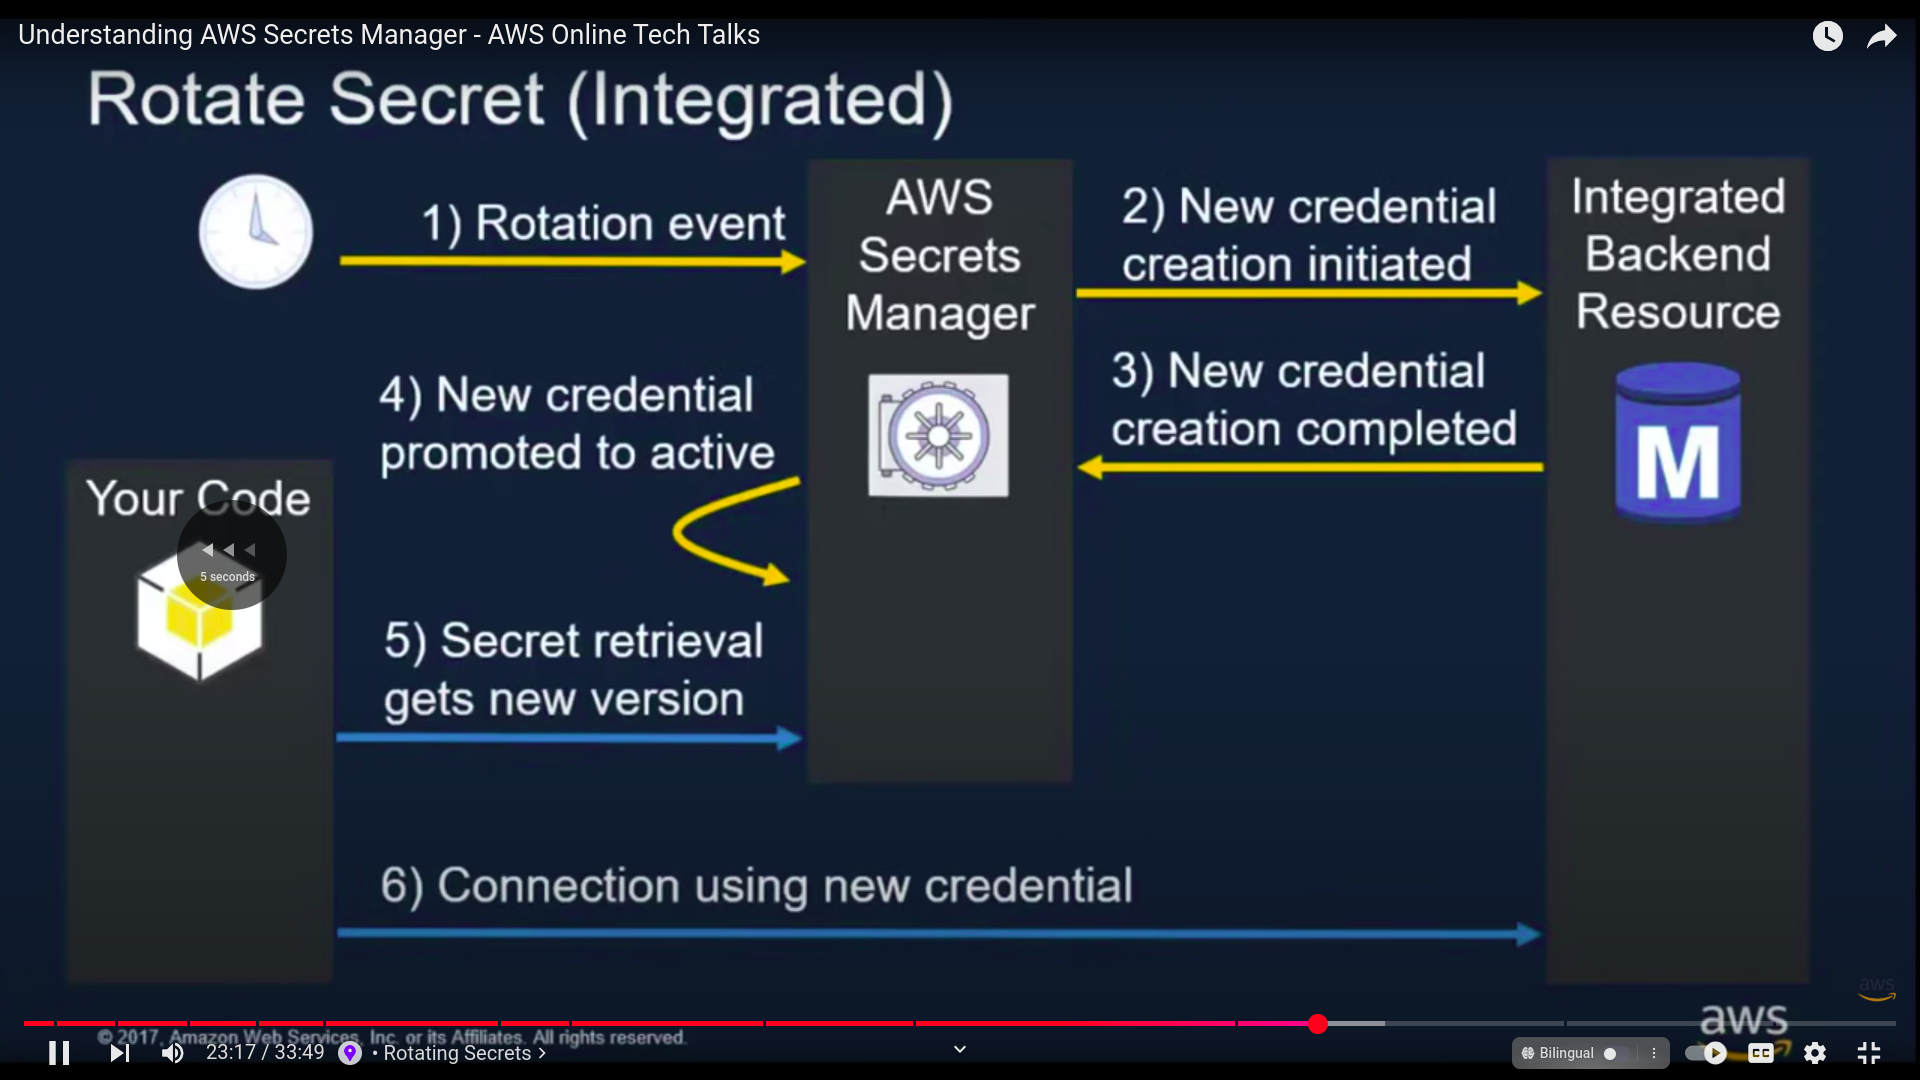 Understanding AWS Secrets Manager - AWS Online Tech Talks
Rotate Secret (Integrated)
1) Rotation event
AWS
Secrets
Manager
2) New credential
creation initiated
Integrated
Backend
Resource
3) New credential
creation completed
4) New credential
promoted to active
M
Your Code
5 seconds
5) Secret retrieval
gets new version
6) Connection using new credential
aws
aws
© 2017, Amazon Web Services, Inc. or its Affiliates. All rights reserved.
23:17 / 33:49 • Rotating Secrets
Bilingual
CC